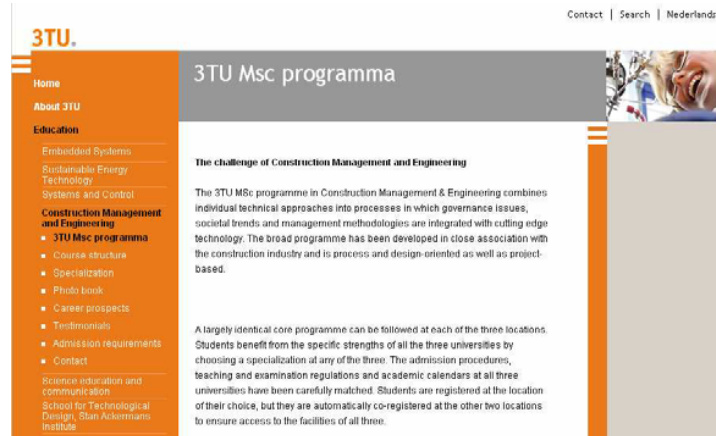 Contact | Search | Nederlands
3TU.
Home
About 3TU
Education
Embedded Systems
Sustainable Energy
Technology
Systems and Control
Construction Management
and Engineering
3TU Msc programma
Course structure
Specialization
Photo book
Career prospects
Testimonials
Admission requirements
Contact
Science education and
communication
School for Technological
Design, Stan Ackermans
Institute
3TU Msc programma
The challenge of Construction Management and Engineering
The 3TU MSc programme in Construction Management & Engineering combines
individual technical approaches into processes in which governance issues,
societal trends and management methodologies are integrated with cutting edge
technology. The broad programme has been developed in close association with
the construction industry and is process and design-oriented as well as project-
based.
A largely identical core programme can be followed at each of the three locations.
Students benefit from the specific strengths of all the three universities by
choosing a specialization at any of the three. The admission procedures,
teaching and examination regulations and academic calendars at all three
universities have been carefully matched. Students are registered at the location
of their choice, but they are automatically co-registered at the other two locations
to ensure access to the facilities of all three.